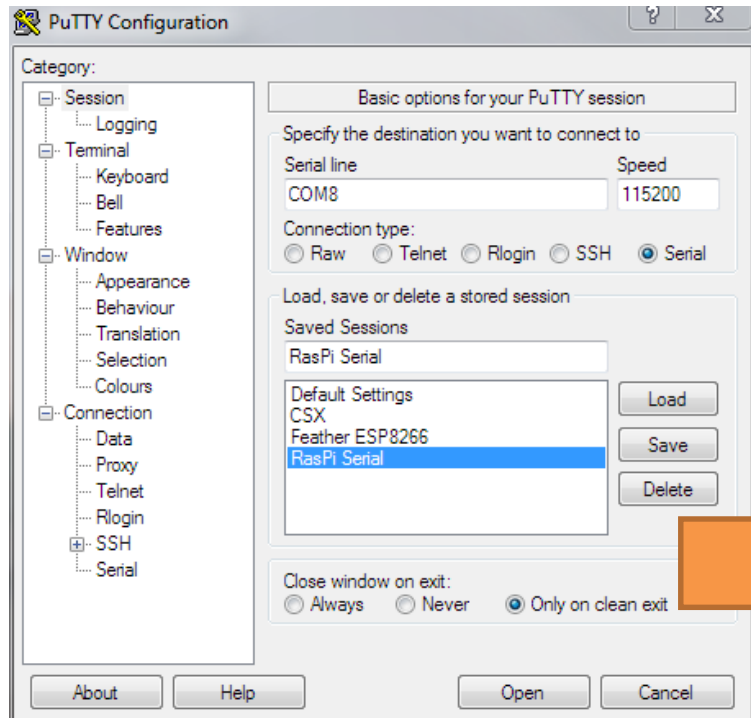 PuTTY Configuration
Category:
Session
Logging
Terminal
Keyboard
Bell
Features
Window
Appearance
Behaviour
Translation
Selection
Colours
Connection
Data
Proxy
Telnet
Rlogin
SSH
Serial
Basic options for your PuTTY session
Specify the destination you want to connect to
Serial line Speed
COM8 115200
Connection type:
Raw Telnet Rlogin SSH Serial
Load, save or delete a stored session
Saved Sessions
RasPi Serial
Default Settings
CSX
Feather ESP8266
RasPi Serial
Load
Save
Delete
Close window on exit:
Always Never Only on clean exit
About Help Open Cancel